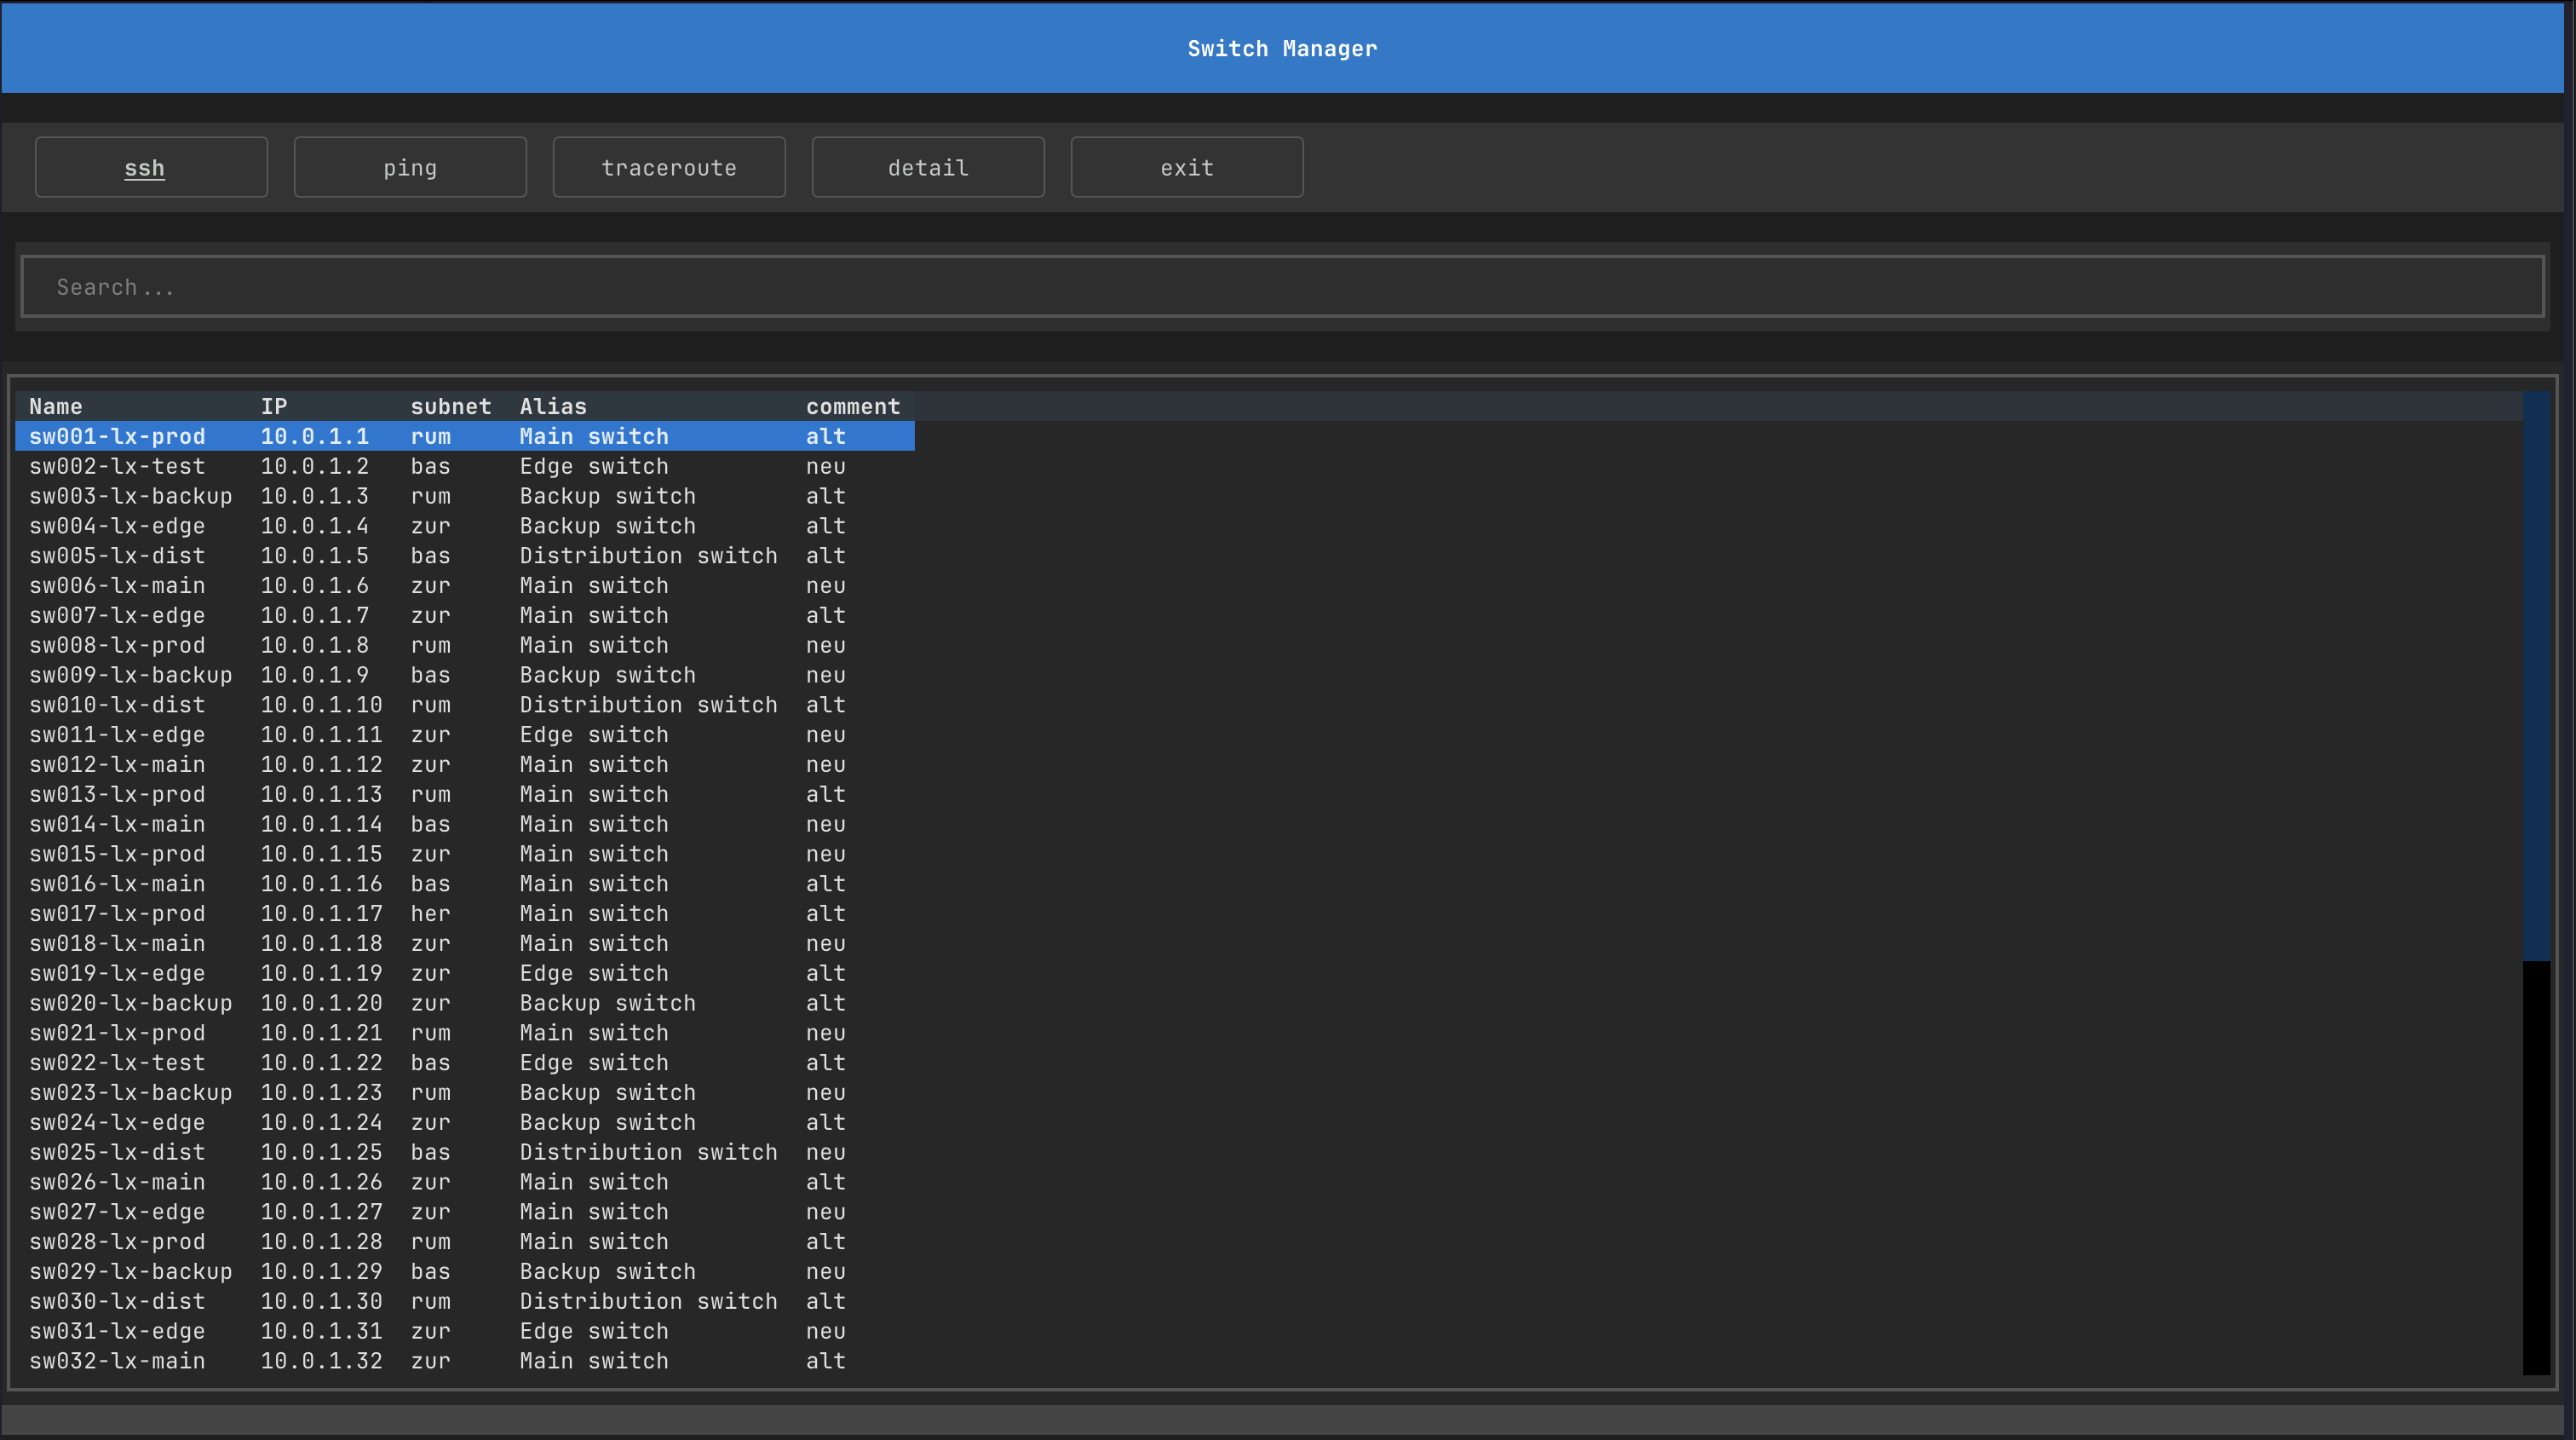 Switch Manager
ssh ping traceroute detail exit
Search...
Name IP subnet Alias comment
sw001-lx-prod 10.0.1.1 rum Main switch alt
sw002-lx-test 10.0.1.2 bas Edge switch neu
sw003-lx-backup 10.0.1.3 rum Backup switch alt
sw004-lx-edge 10.0.1.4 zur Backup switch alt
sw005-lx-dist 10.0.1.5 bas Distribution switch alt
sw006-lx-main 10.0.1.6 zur Main switch neu
sw007-lx-edge 10.0.1.7 zur Main switch alt
sw008-lx-prod 10.0.1.8 rum Main switch neu
sw009-lx-backup 10.0.1.9 bas Backup switch neu
sw010-lx-dist 10.0.1.10 rum Distribution switch alt
sw011-lx-edge 10.0.1.11 zur Edge switch neu
sw012-lx-main 10.0.1.12 zur Main switch neu
sw013-lx-prod 10.0.1.13 rum Main switch alt
sw014-lx-main 10.0.1.14 bas Main switch neu
sw015-lx-prod 10.0.1.15 zur Main switch neu
sw016-lx-main 10.0.1.16 bas Main switch alt
sw017-lx-prod 10.0.1.17 her Main switch alt
sw018-lx-main 10.0.1.18 zur Main switch neu
sw019-lx-edge 10.0.1.19 zur Edge switch alt
sw020-lx-backup 10.0.1.20 zur Backup switch alt
sw021-lx-prod 10.0.1.21 rum Main switch neu
sw022-lx-test 10.0.1.22 bas Edge switch alt
sw023-lx-backup 10.0.1.23 rum Backup switch neu
sw024-lx-edge 10.0.1.24 zur Backup switch alt
sw025-lx-dist 10.0.1.25 bas Distribution switch neu
sw026-lx-main 10.0.1.26 zur Main switch alt
sw027-lx-edge 10.0.1.27 zur Main switch neu
sw028-lx-prod 10.0.1.28 rum Main switch alt
sw029-lx-backup 10.0.1.29 bas Backup switch neu
sw030-lx-dist 10.0.1.30 rum Distribution switch alt
sw031-lx-edge 10.0.1.31 zur Edge switch neu
sw032-lx-main 10.0.1.32 zur Main switch alt